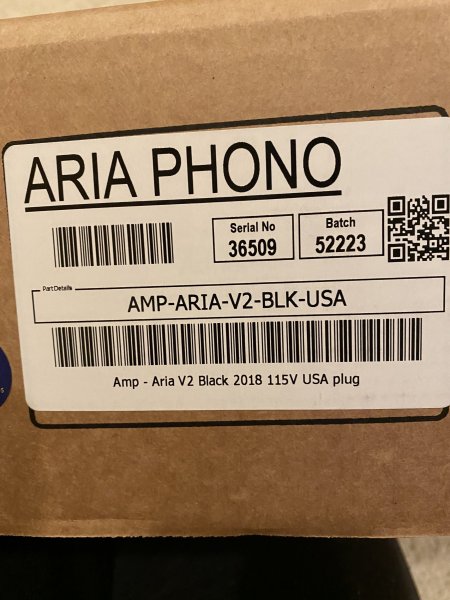 ARIA PHONO
Serial No
36509
Batch
52223
Part Details
AMP-ARIA-V2-BLK-USA
Amp - Aria V2 Black 2018 115V USA plug